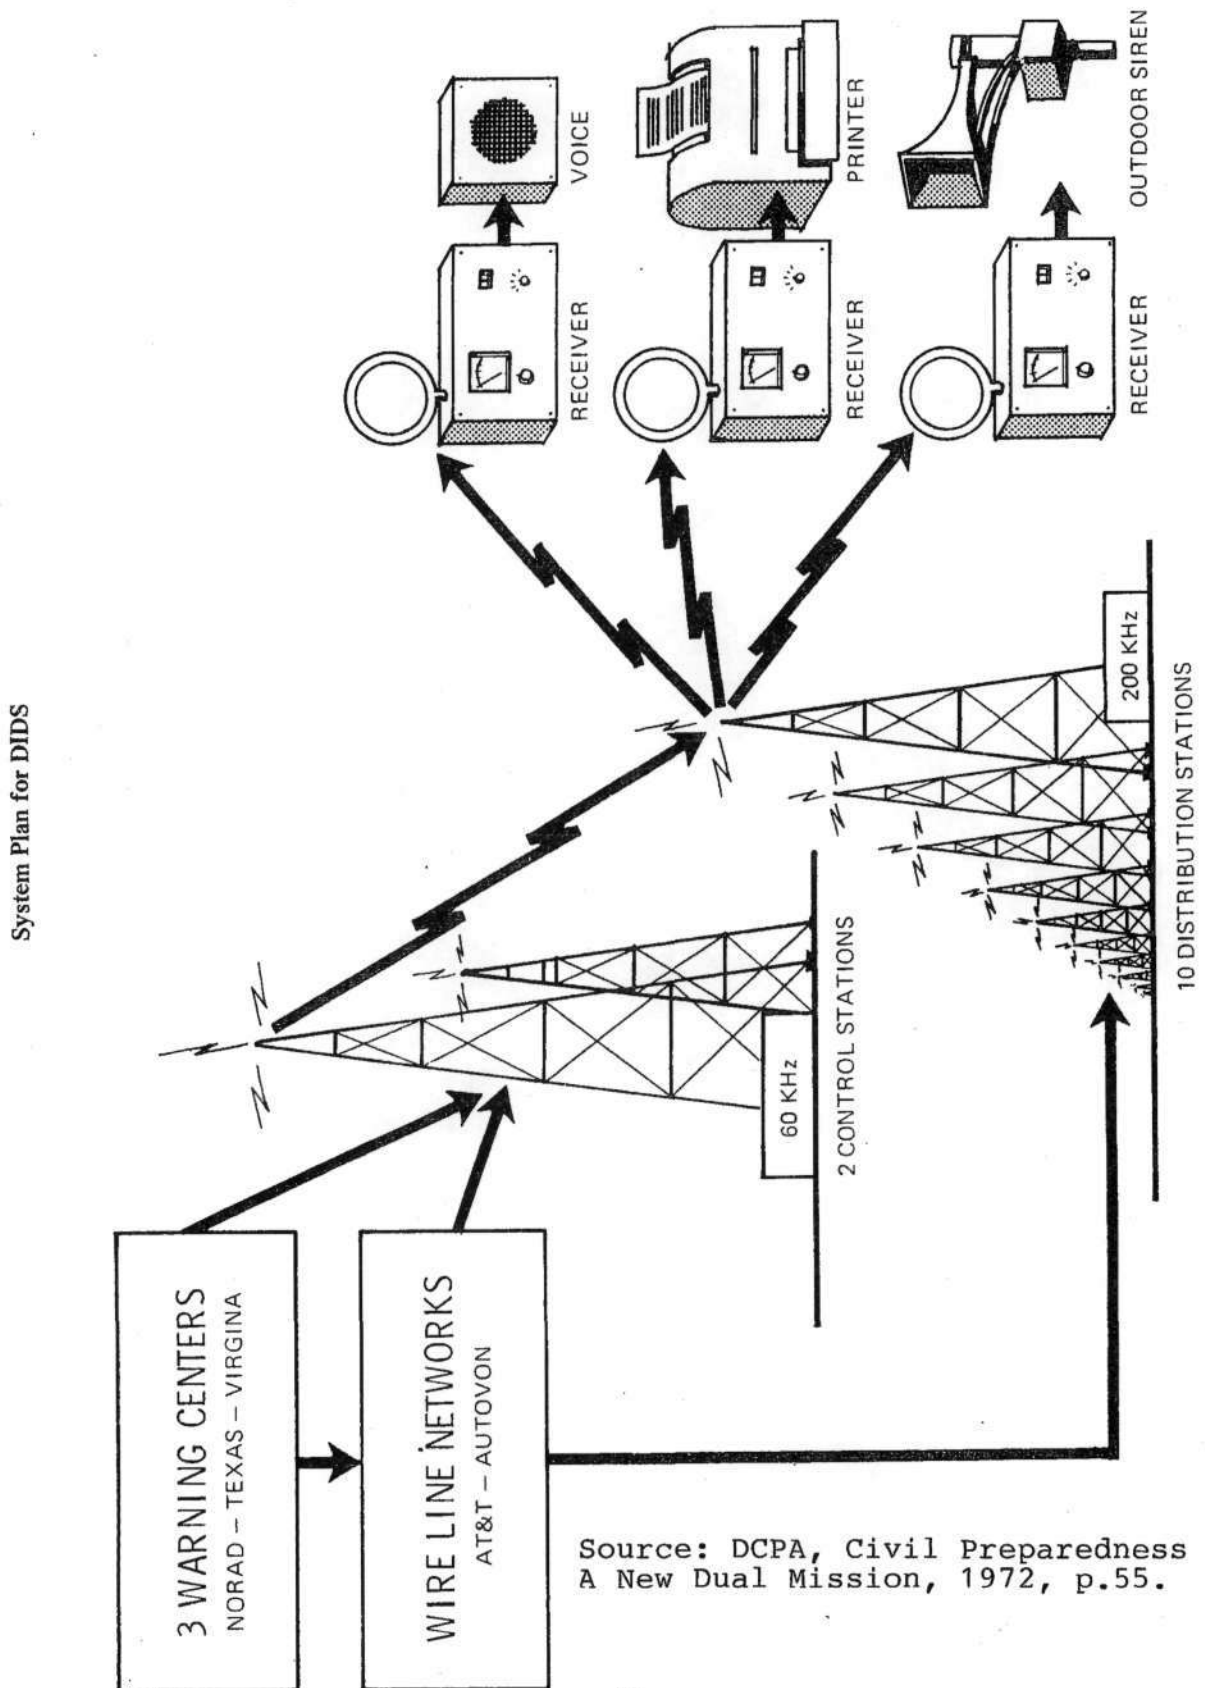 System Plan for DIDS
3 WARNING CENTERS
NORAD – TEXAS – VIRGINA
WIRE LINE NETWORKS
AT&T – AUTOVON
60 KHz
2 CONTROL STATIONS
200 KHz
10 DISTRIBUTION STATIONS
RECEIVER
VOICE
RECEIVER
PRINTER
RECEIVER
OUTDOOR SIREN
Source: DCPA, Civil Preparedness
A New Dual Mission, 1972, p.55.